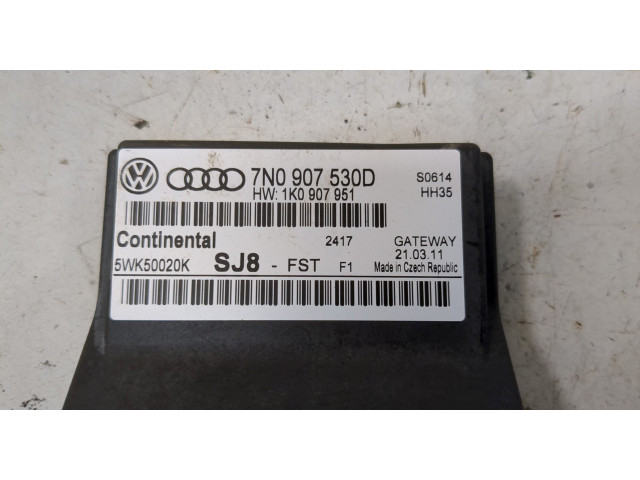 7N0 907 530D S0614
HW: 1K0 907 951 HH35
Continental 2417 GATEWAY
21.03.11
5WK50020K SJ8 - FST F1 Made in Czech Republic